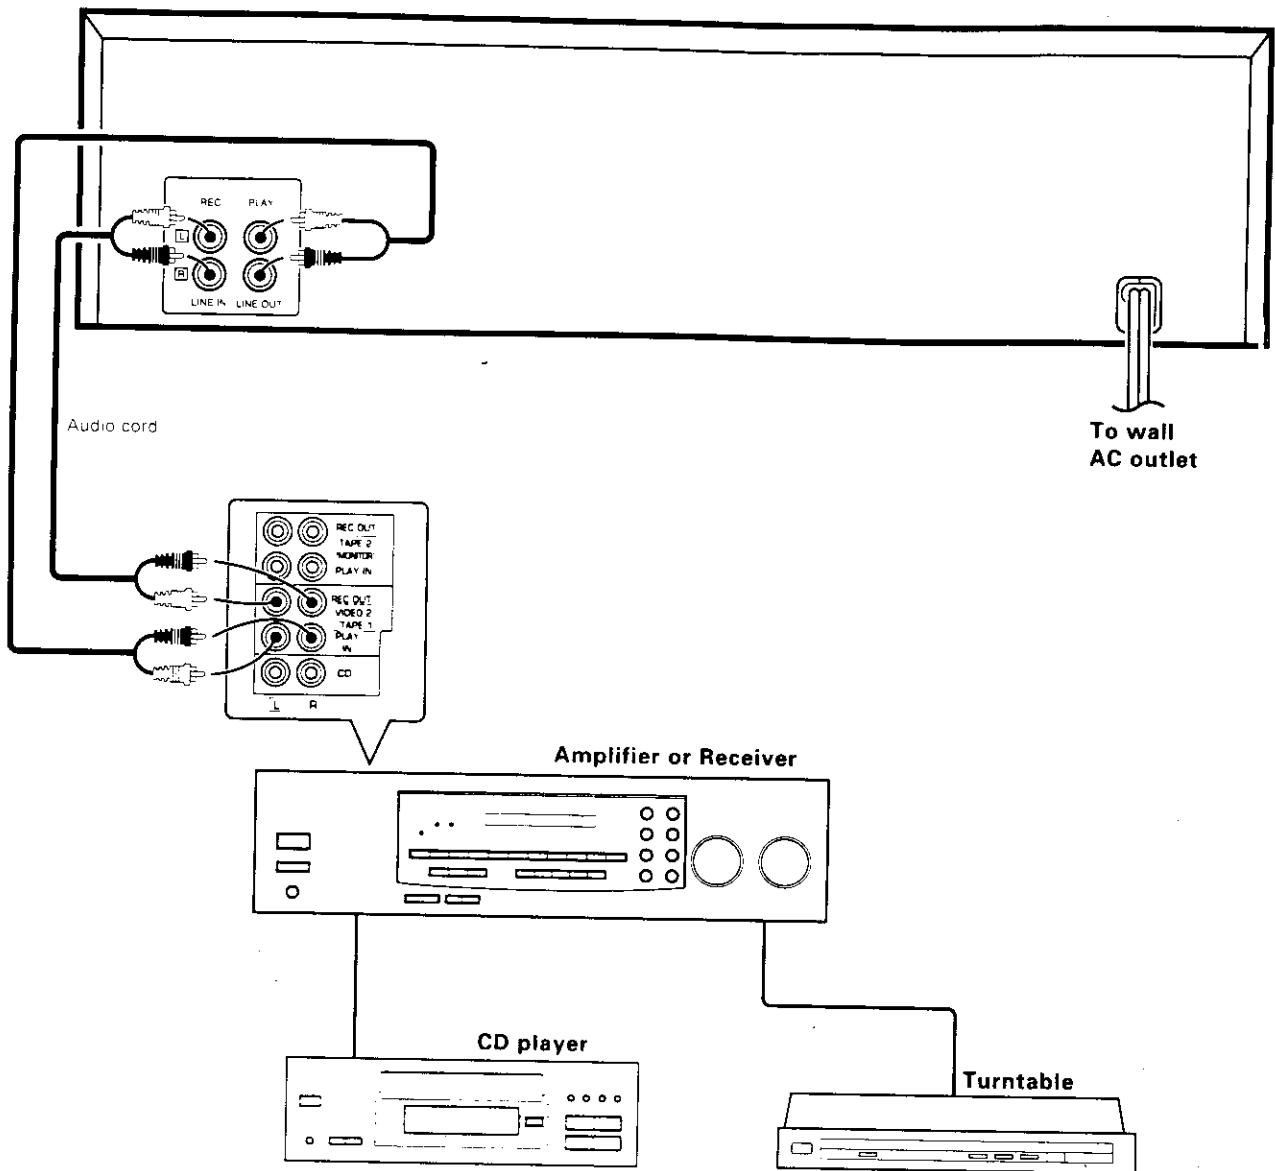 REC PLAY
L
R
LINE IN LINE OUT
Audio cord
To wall
AC outlet
REC OUT
TAPE 2
'MONITOR'
PLAY IN
REC OUT
VIDEO 2
TAPE 1
PLAY
IN
CD
L R
Amplifier or Receiver
CD player
Turntable